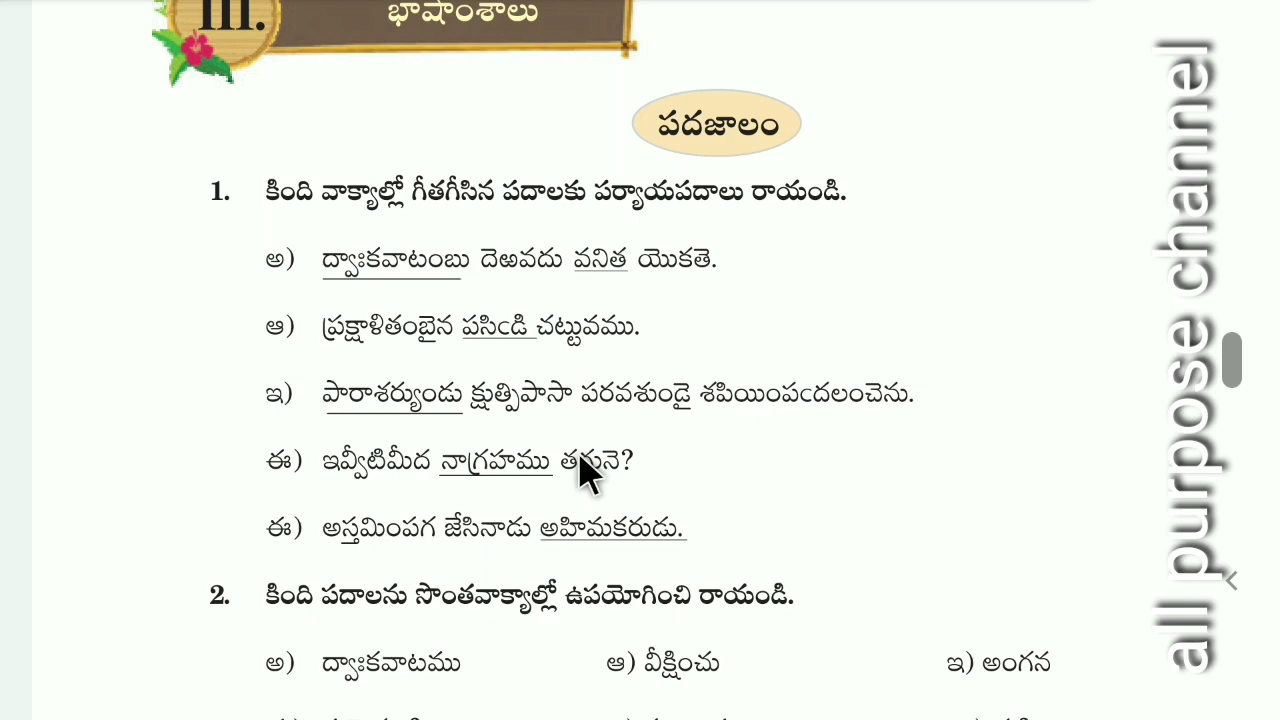 III.
భాషాంశాలు
పదజాలం
1. కింది వాక్యాల్లో గీతగీసిన పదాలకు పర్యాయపదాలు రాయండి.
అ) ద్వాఃకవాటంబు దెఱవదు వనిత యొకతె.
ఆ) ప్రక్షాళితంబైన పసిఁడి చట్టువము.
ఇ) పారాశర్యుండు క్షుత్పిపాసా పరవశుండై శపియింపఁదలంచెను.
ఈ) ఇవ్వీటిమీద నాగ్రహము తగునె?
ఈ) అస్తమింపగ జేసినాడు అహిమకరుడు.
2. కింది పదాలను సొంతవాక్యాల్లో ఉపయోగించి రాయండి.
అ) ద్వాఃకవాటము ఆ) వీక్షించు ఇ) అంగన
all purpose channel